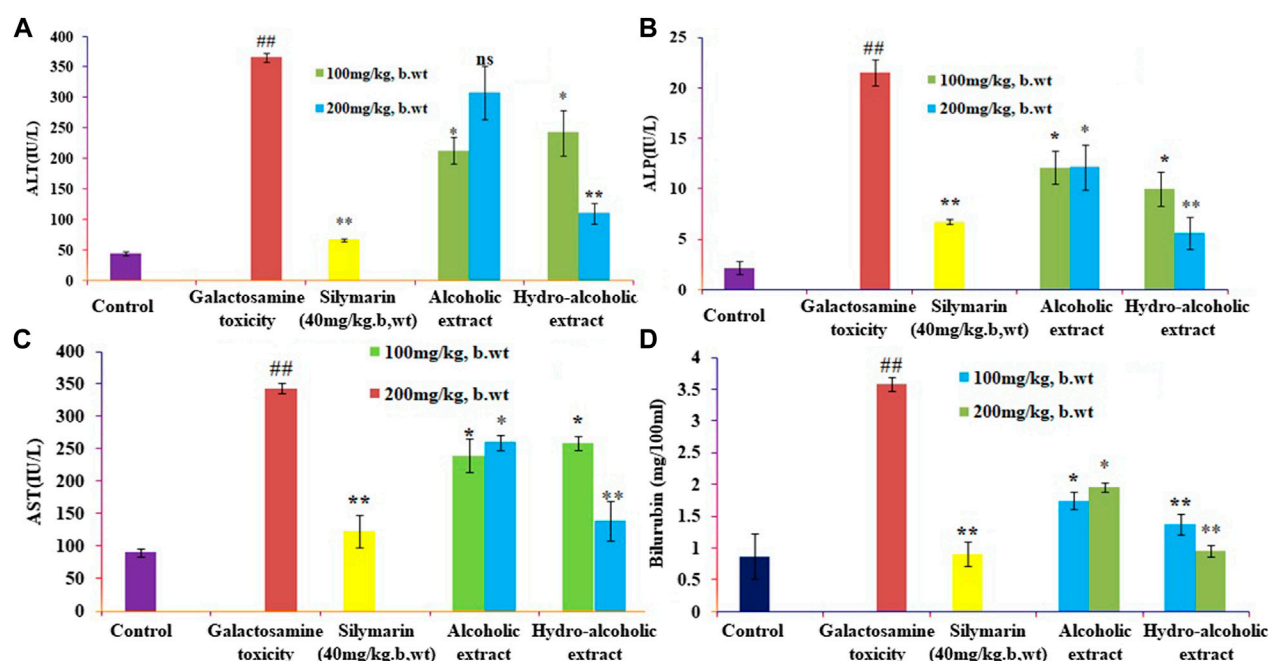 A
ALT(IU/L)
400
350
300
250
200
150
100
50
0
##
**
*
ns
*
**
100mg/kg, b.wt
200mg/kg, b.wt
Control
Galactosamine
toxicity
Silymarin
(40mg/kg.b,wt)
Alcoholic
extract
Hydro-alcoholic
extract
B
ALP(IU/L)
25
20
15
10
5
0
##
**
*
*
*
**
100mg/kg, b.wt
200mg/kg, b.wt
Control
Galactosamine
toxicity
Silymarin
(40mg/kg.b,wt)
Alcoholic
extract
Hydro-alcoholic
extract
C
AST(IU/L)
400
350
300
250
200
150
100
50
0
##
**
*
*
*
**
100mg/kg, b.wt
200mg/kg, b.wt
Control
Galactosamine
toxicity
Silymarin
(40mg/kg.b,wt)
Alcoholic
extract
Hydro-alcoholic
extract
D
Bilurubin (mg/100ml)
4
3.5
3
2.5
2
1.5
1
0.5
0
##
**
*
*
**
**
100mg/kg, b.wt
200mg/kg, b.wt
Control
Galactosamine
toxicity
Silymarin
(40mg/kg.b,wt)
Alcoholic
extract
Hydro-alcoholic
extract